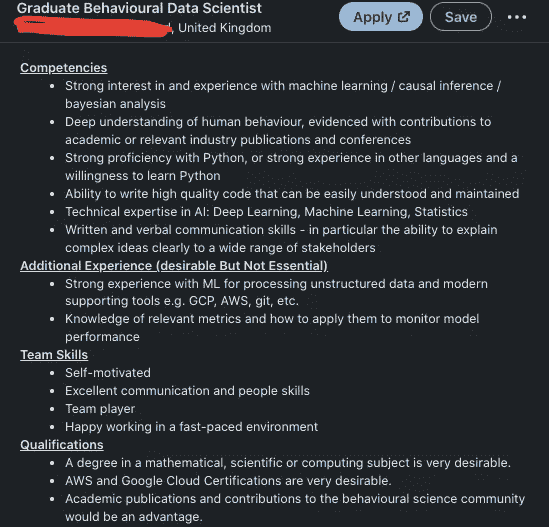 Graduate Behavioural Data Scientist
, United Kingdom
Apply
Save
Competencies
• Strong interest in and experience with machine learning / causal inference /
bayesian analysis
• Deep understanding of human behaviour, evidenced with contributions to
academic or relevant industry publications and conferences
• Strong proficiency with Python, or strong experience in other languages and a
willingness to learn Python
• Ability to write high quality code that can be easily understood and maintained
• Technical expertise in AI: Deep Learning, Machine Learning, Statistics
• Written and verbal communication skills - in particular the ability to explain
complex ideas clearly to a wide range of stakeholders
Additional Experience (desirable But Not Essential)
• Strong experience with ML for processing unstructured data and modern
supporting tools e.g. GCP, AWS, git, etc.
• Knowledge of relevant metrics and how to apply them to monitor model
performance
Team Skills
• Self-motivated
• Excellent communication and people skills
• Team player
• Happy working in a fast-paced environment
Qualifications
• A degree in a mathematical, scientific or computing subject is very desirable.
• AWS and Google Cloud Certifications are very desirable.
• Academic publications and contributions to the behavioural science community
would be an advantage.